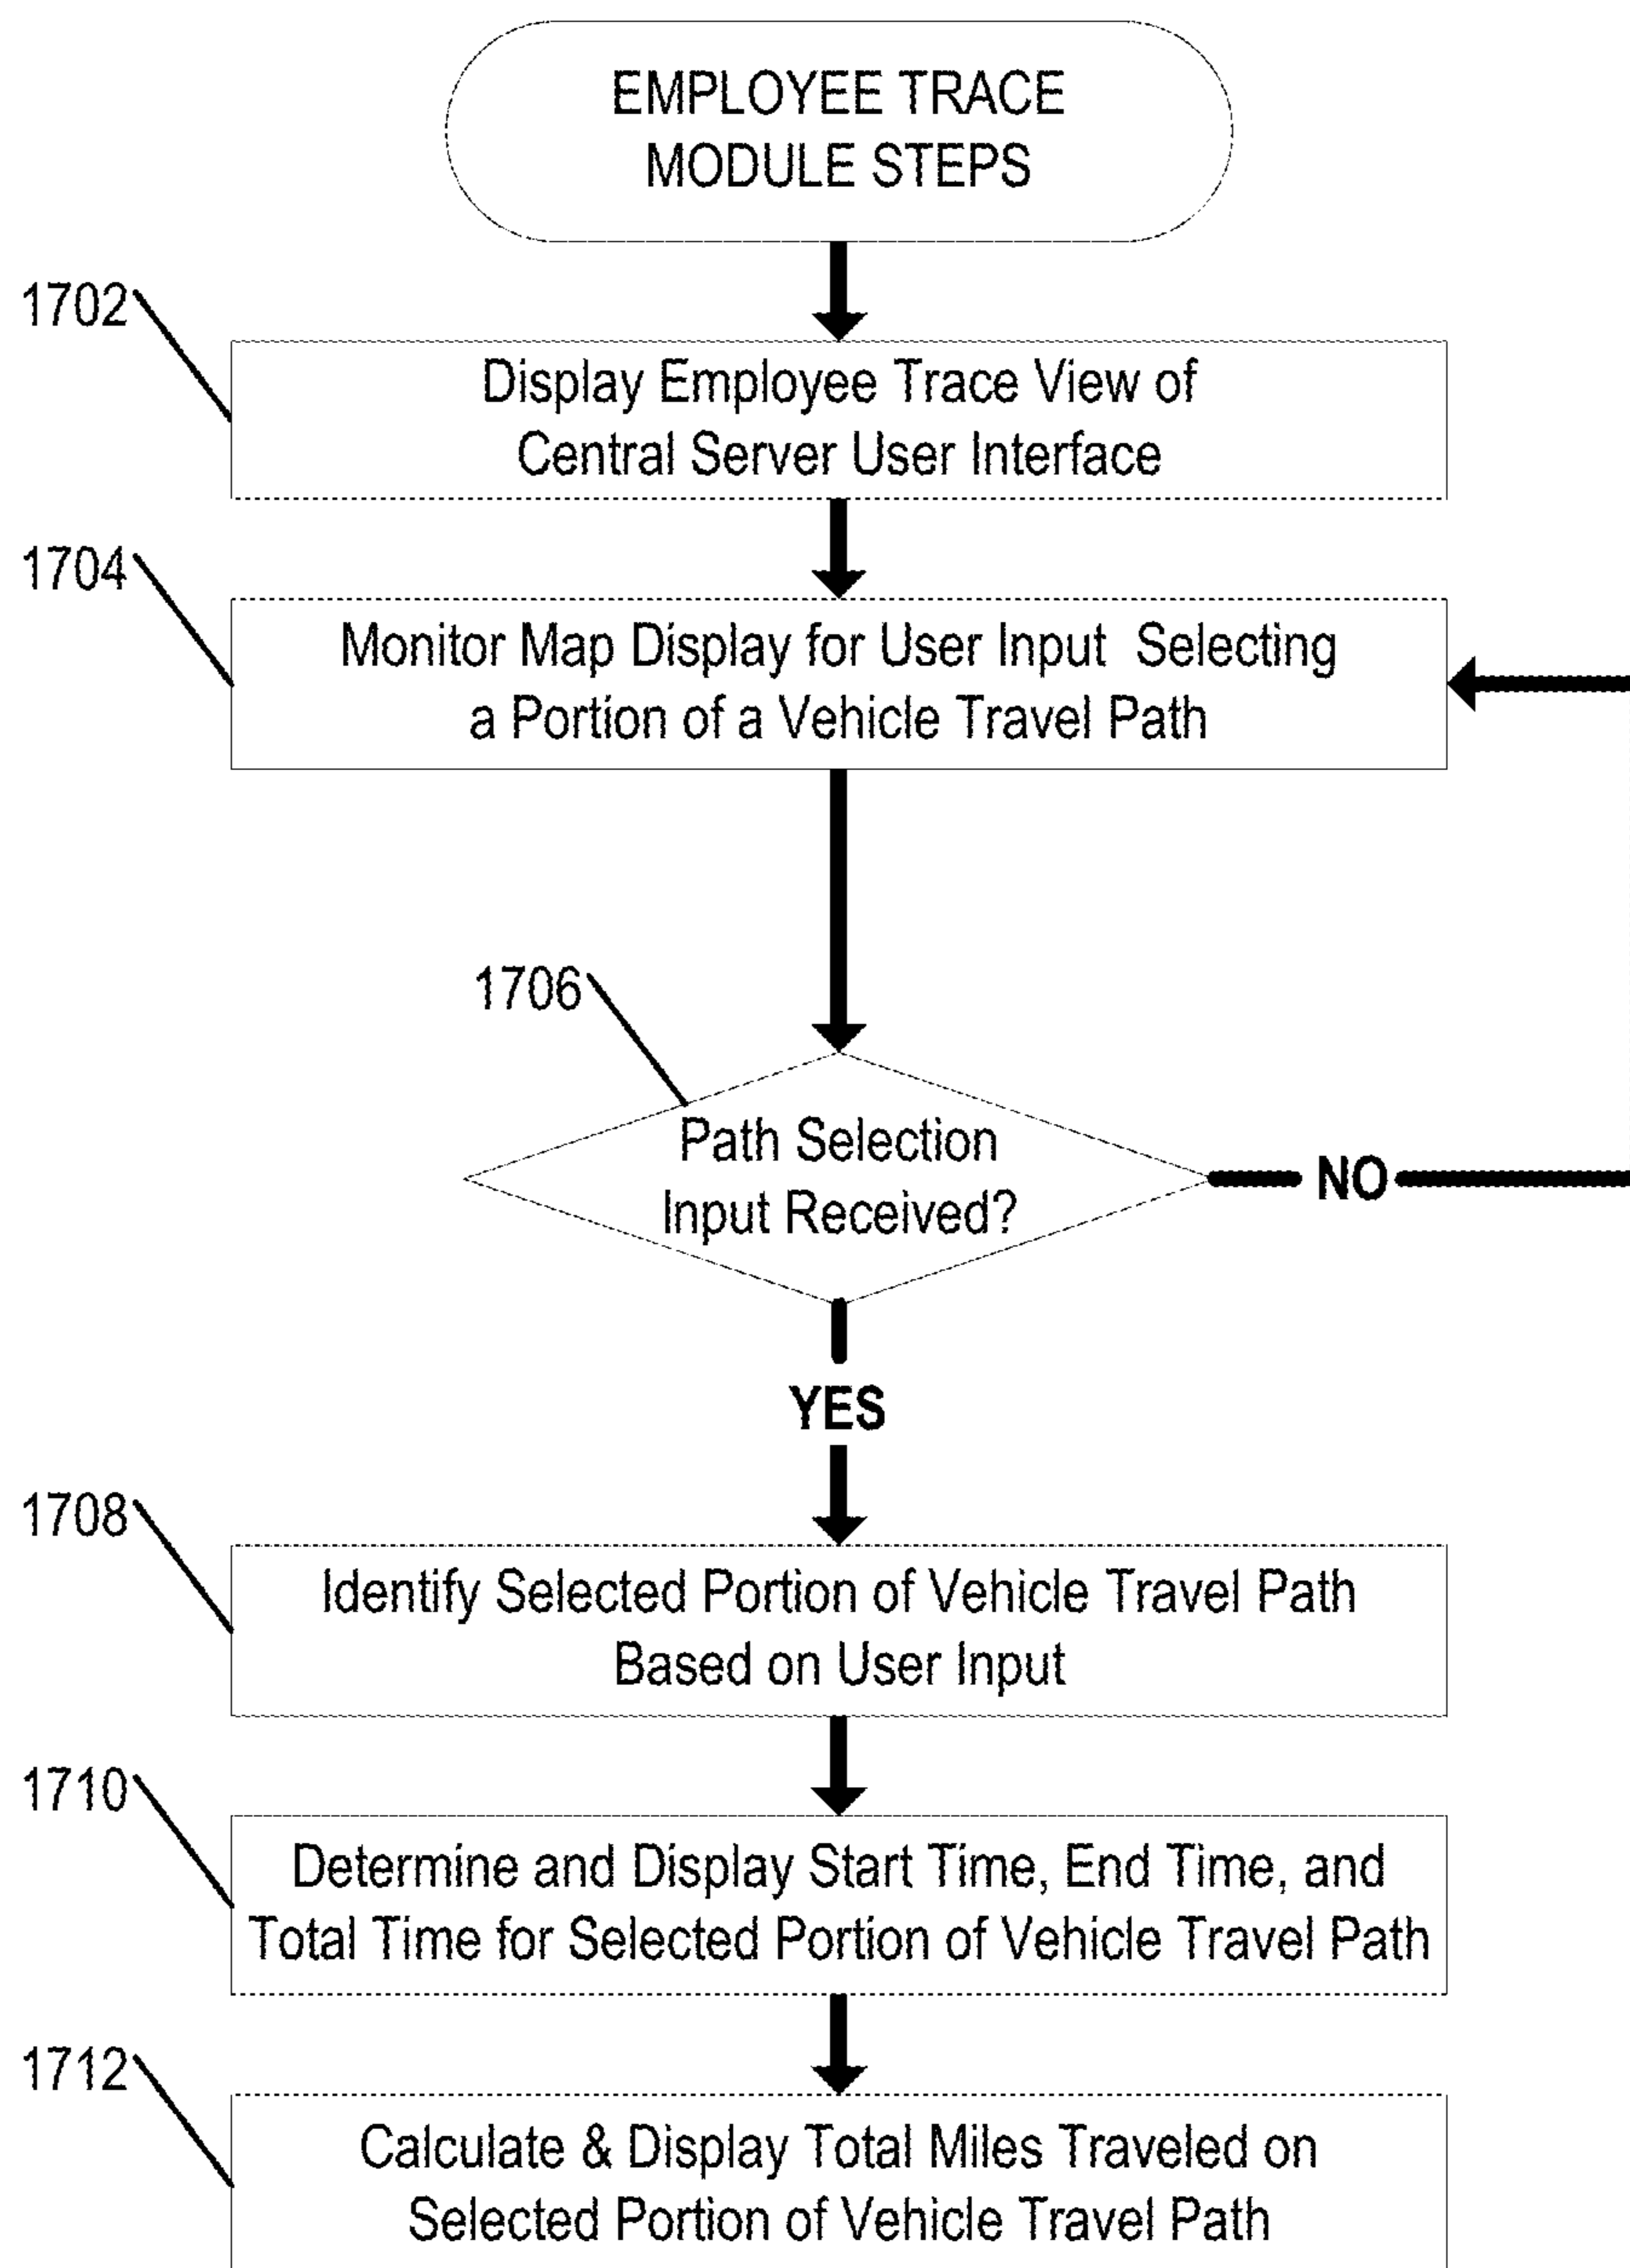 EMPLOYEE TRACE
MODULE STEPS
1702
Display Employee Trace View of
Central Server User Interface
1704
Monitor Map Display for User Input Selecting
a Portion of a Vehicle Travel Path
1706
Path Selection
Input Received?
NO
YES
1708
Identify Selected Portion of Vehicle Travel Path
Based on User Input
1710
Determine and Display Start Time, End Time, and
Total Time for Selected Portion of Vehicle Travel Path
1712
Calculate & Display Total Miles Traveled on
Selected Portion of Vehicle Travel Path